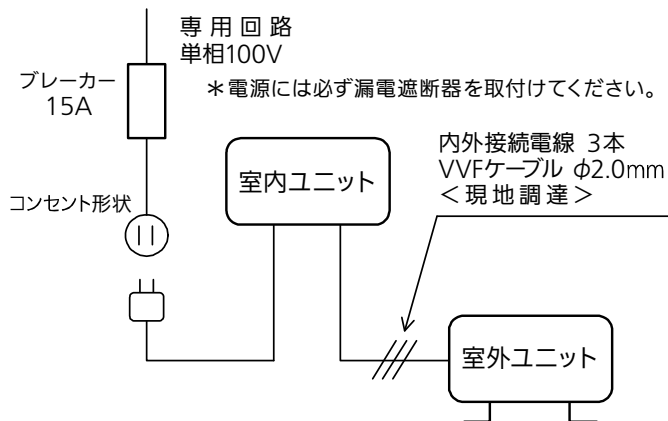 専用回路
単相100V
ブレーカー
15A
＊電源には必ず漏電遮断器を取付けてください。
内外接続電線 3本
VVFケーブル φ2.0mm
＜現地調達＞
室内ユニット
コンセント形状
室外ユニット